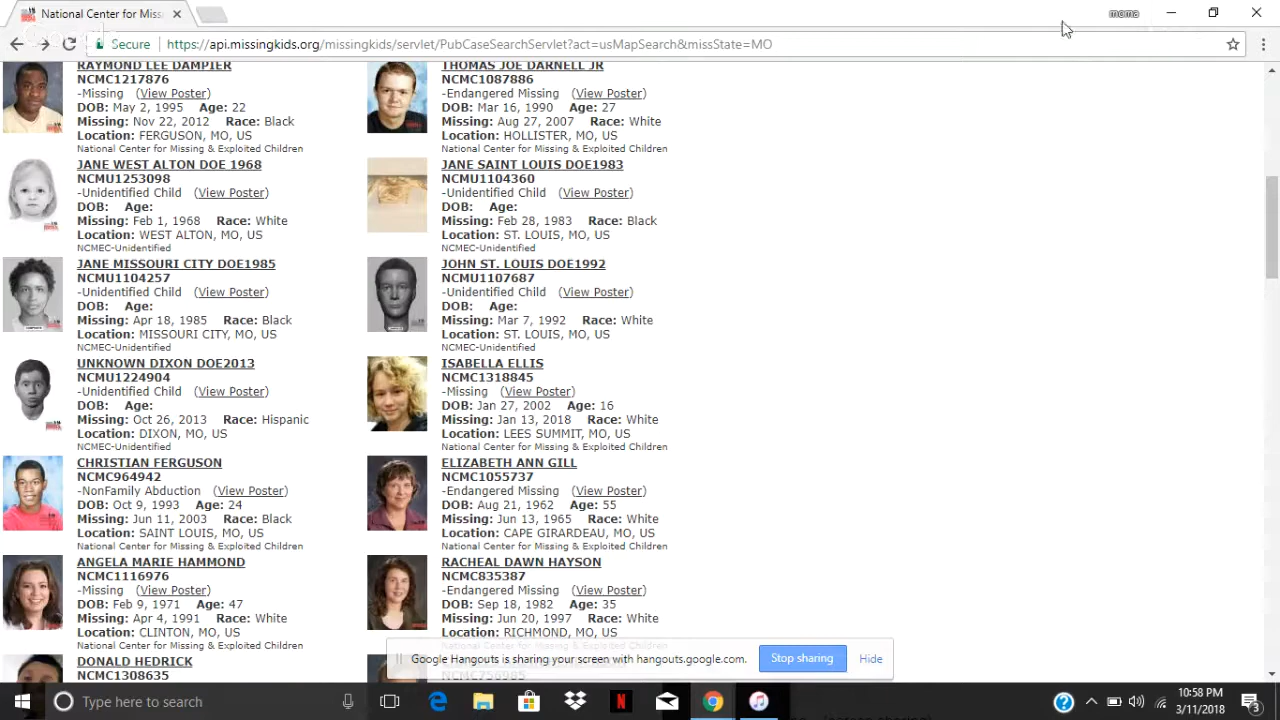 National Center for Miss
moma
Secure
https://api.missingkids.org/missingkids/servlet/PubCaseSearchServlet?act=usMapSearch&missState=MO
RAYMOND LEE DAMPIER
NCMC1217876
-Missing (View Poster)
DOB: May 2, 1995 Age: 22
Missing: Nov 22, 2012 Race: Black
Location: FERGUSON, MO, US
National Center for Missing & Exploited Children
THOMAS JOE DARNELL JR
NCMC1087886
-Endangered Missing (View Poster)
DOB: Mar 16, 1990 Age: 27
Missing: Aug 27, 2007 Race: White
Location: HOLLISTER, MO, US
National Center for Missing & Exploited Children
JANE WEST ALTON DOE 1968
NCMU1253098
-Unidentified Child (View Poster)
DOB: Age:
Missing: Feb 1, 1968 Race: White
Location: WEST ALTON, MO, US
NCMEC-Unidentified
JANE SAINT LOUIS DOE1983
NCMU1104360
-Unidentified Child (View Poster)
DOB: Age:
Missing: Feb 28, 1983 Race: Black
Location: ST. LOUIS, MO, US
NCMEC-Unidentified
JANE MISSOURI CITY DOE1985
NCMU1104257
-Unidentified Child (View Poster)
DOB: Age:
Missing: Apr 18, 1985 Race: Black
Location: MISSOURI CITY, MO, US
NCMEC-Unidentified
JOHN ST. LOUIS DOE1992
NCMU1107687
-Unidentified Child (View Poster)
DOB: Age:
Missing: Mar 7, 1992 Race: White
Location: ST. LOUIS, MO, US
NCMEC-Unidentified
UNKNOWN DIXON DOE2013
NCMU1224904
-Unidentified Child (View Poster)
DOB: Age:
Missing: Oct 26, 2013 Race: Hispanic
Location: DIXON, MO, US
NCMEC-Unidentified
ISABELLA ELLIS
NCMC1318845
-Missing (View Poster)
DOB: Jan 27, 2002 Age: 16
Missing: Jan 13, 2018 Race: White
Location: LEES SUMMIT, MO, US
National Center for Missing & Exploited Children
CHRISTIAN FERGUSON
NCMC964942
-NonFamily Abduction (View Poster)
DOB: Oct 9, 1993 Age: 24
Missing: Jun 11, 2003 Race: Black
Location: SAINT LOUIS, MO, US
National Center for Missing & Exploited Children
ELIZABETH ANN GILL
NCMC1055737
-Endangered Missing (View Poster)
DOB: Aug 21, 1962 Age: 55
Missing: Jun 13, 1965 Race: White
Location: CAPE GIRARDEAU, MO, US
National Center for Missing & Exploited Children
ANGELA MARIE HAMMOND
NCMC1116976
-Missing (View Poster)
DOB: Feb 9, 1971 Age: 47
Missing: Apr 4, 1991 Race: White
Location: CLINTON, MO, US
National Center for Missing & Exploited Children
RACHEAL DAWN HAYSON
NCMC835387
-Endangered Missing (View Poster)
DOB: Sep 18, 1982 Age: 35
Missing: Jun 20, 1997 Race: White
Location: RICHMOND, MO, US
DONALD HEDRICK
NCMC1308635
Google Hangouts is sharing your screen with hangouts.google.com.
Stop sharing
Hide
Type here to search
10:58 PM
3/11/2018
3